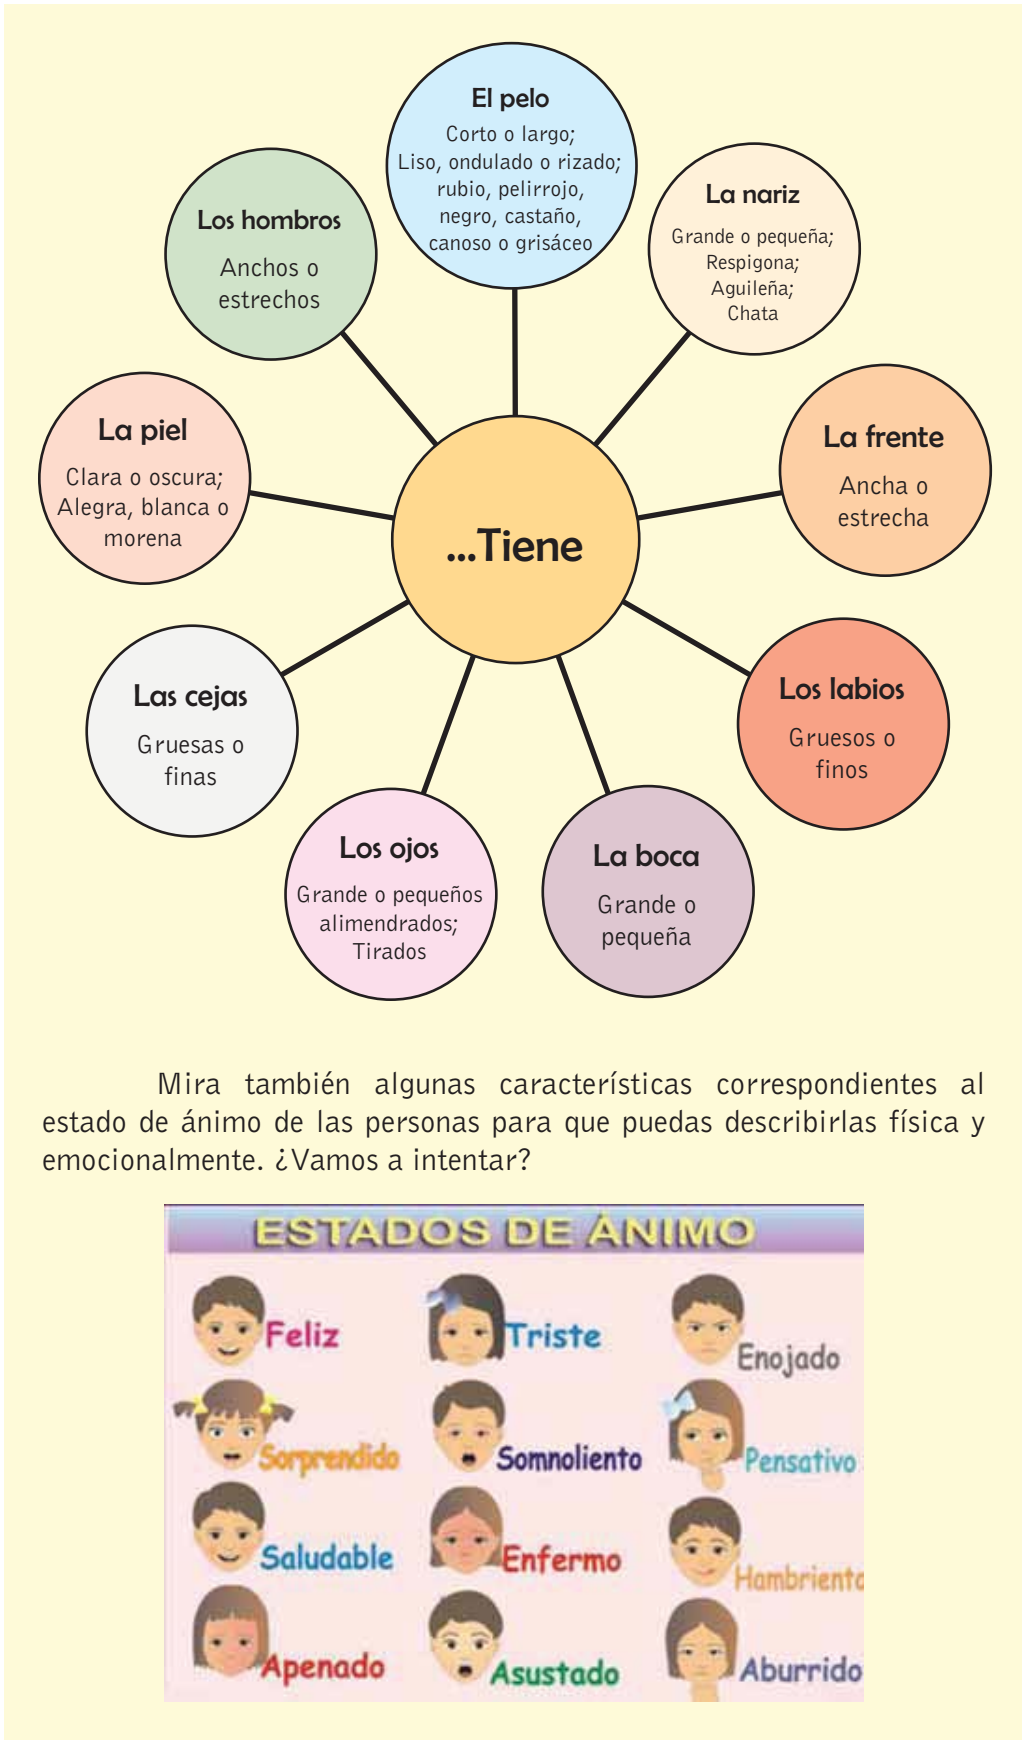 El pelo
Corto o largo;
Liso, ondulado o rizado;
rubio, pelirrojo,
negro, castaño,
canoso o grisáceo
La nariz
Grande o pequeña;
Respigona;
Aguileña;
Chata
La frente
Ancha o
estrecha
Los labios
Gruesos o
finos
La boca
Grande o
pequeña
Los ojos
Grande o pequeños
alimendrados;
Tirados
Las cejas
Gruesas o
finas
La piel
Clara o oscura;
Alegra, blanca o
morena
Los hombros
Anchos o
estrechos
...Tiene
Mira también algunas características correspondientes al
estado de ánimo de las personas para que puedas describirlas física y
emocionalmente. ¿Vamos a intentar?
ESTADOS DE ÁNIMO
Feliz
Triste
Enojado
Sorprendido
Somnoliento
Pensativo
Saludable
Enfermo
Hambriento
Apenado
Asustado
Aburrido